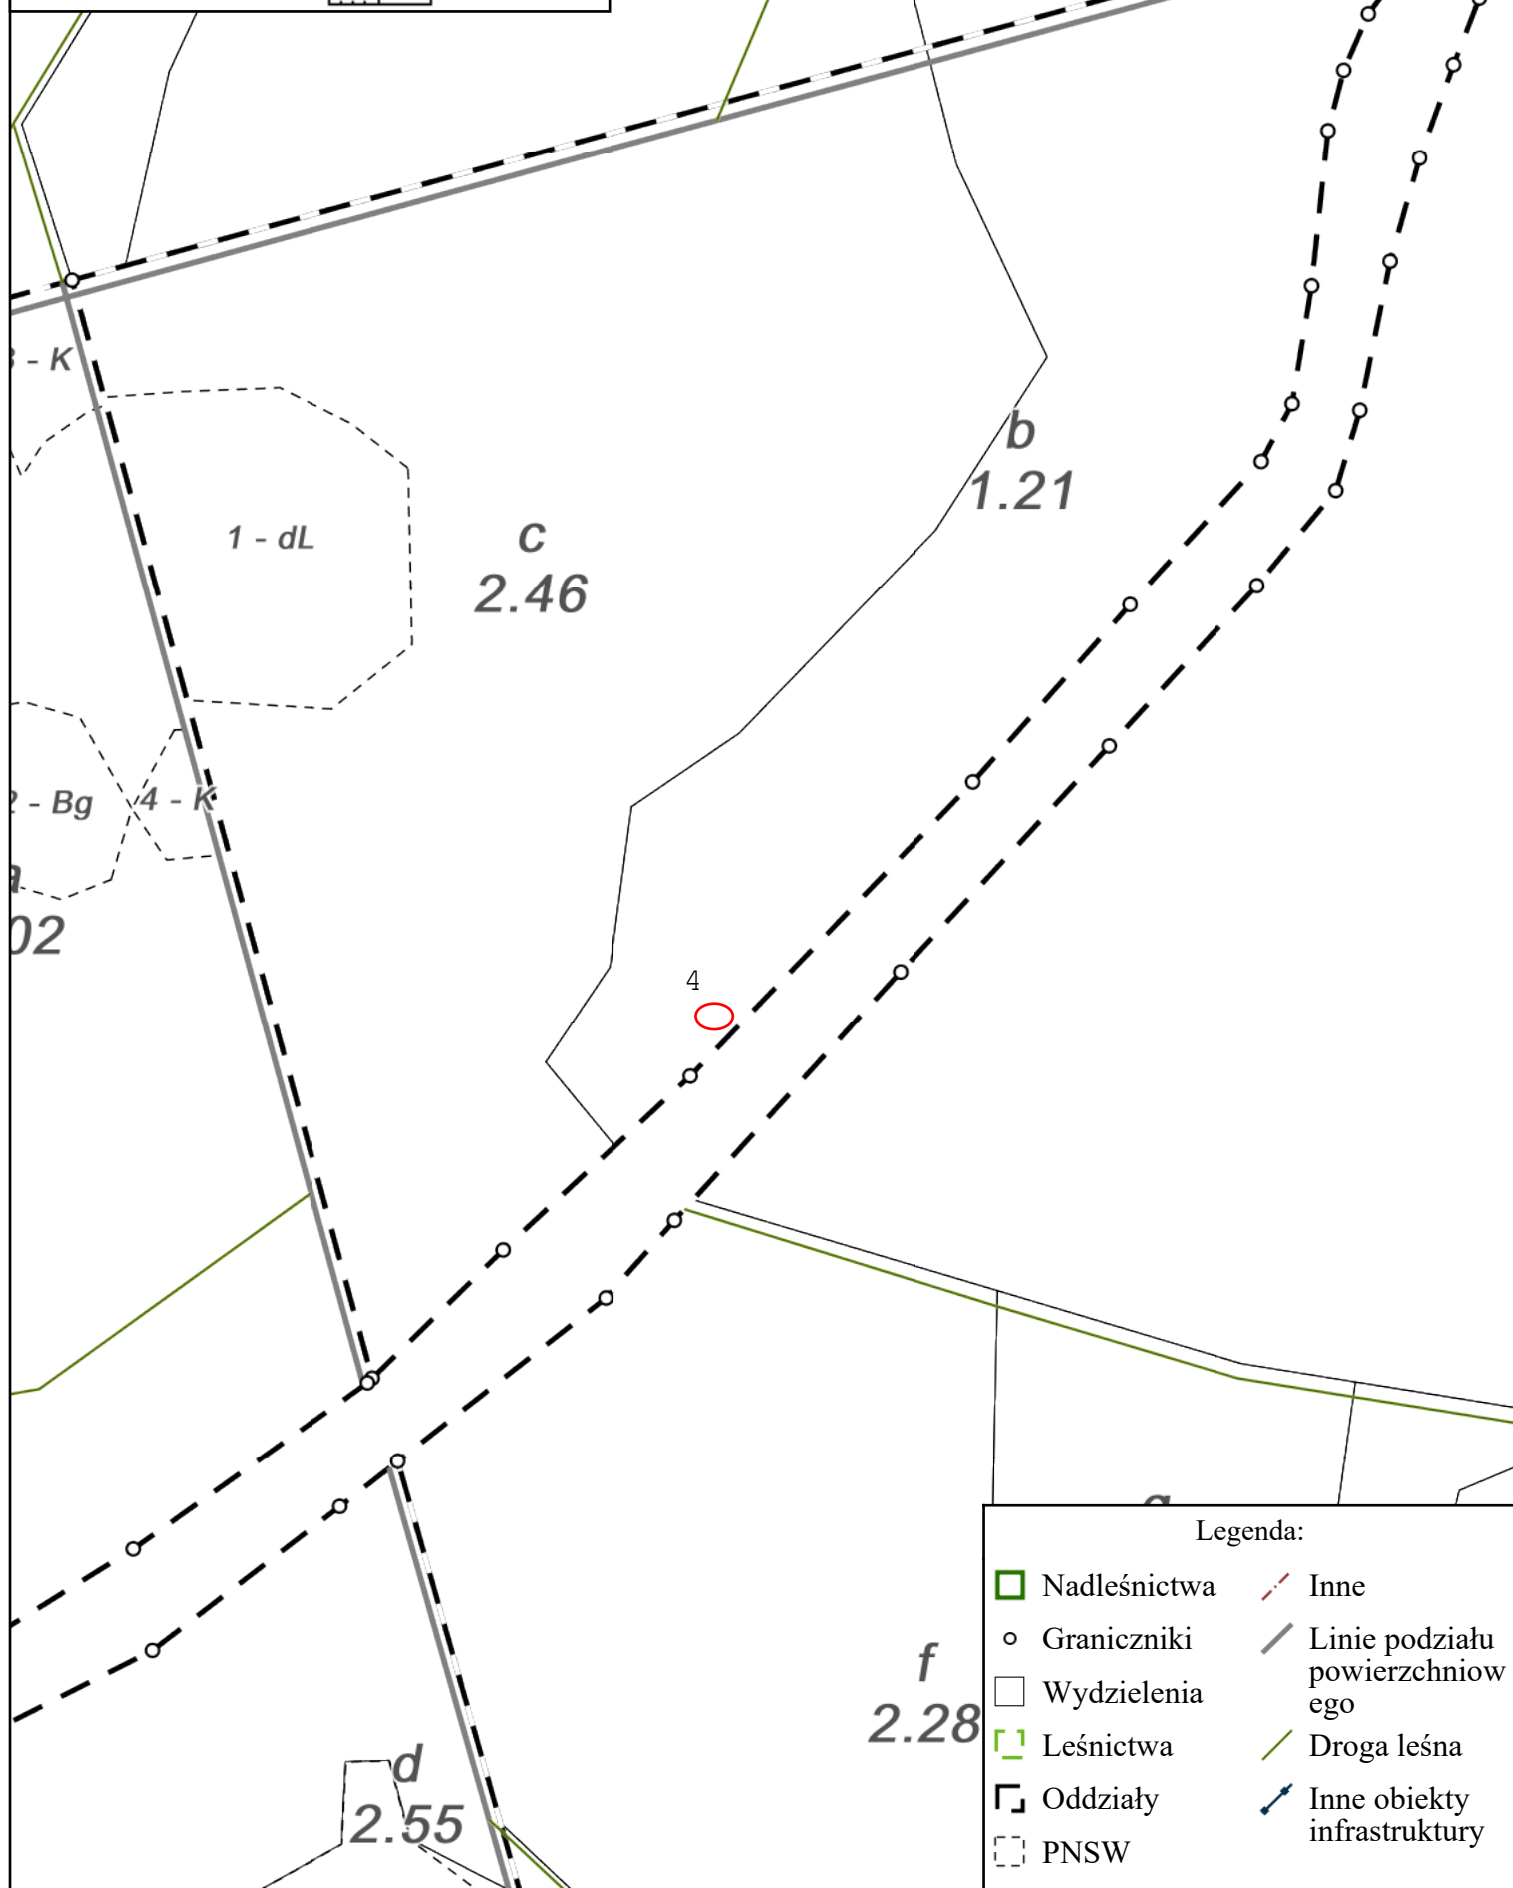 - K
b
1.21
1 - dL
c
2.46
- Bg
4 - K
02
4
f
2.28
d
2.55
Legenda:
Nadleśnictwa
Graniczniki
Wydzielenia
Leśnictwa
Oddziały
PNSW
Inne
Linie podziału
powierzchniow
ego
Droga leśna
Inne obiekty
infrastruktury